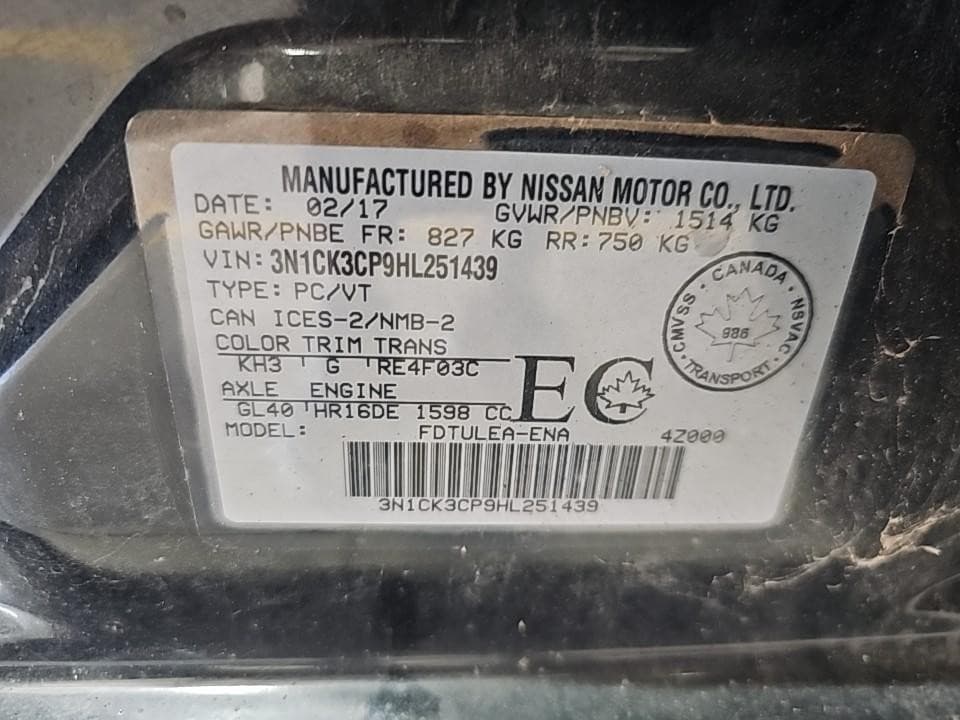 MANUFACTURED BY NISSAN MOTOR CO., LTD.
DATE: 02/17 GVWR/PNBV: 1514 KG
GAWR/PNBE FR: 827 KG RR: 750 KG
VIN: 3N1CK3CP9HL251439
TYPE: PC/VT
CAN ICES-2/NMB-2
COLOR TRIM TRANS
KH3 G RE4F03C
AXLE ENGINE
GL40 HR16DE 1598 CC
EC
MODEL: FDTULEA-ENA 4Z000
3N1CK3CP9HL251439
CANADA · NSVAC · TRANSPORT · CMVSS ·
986